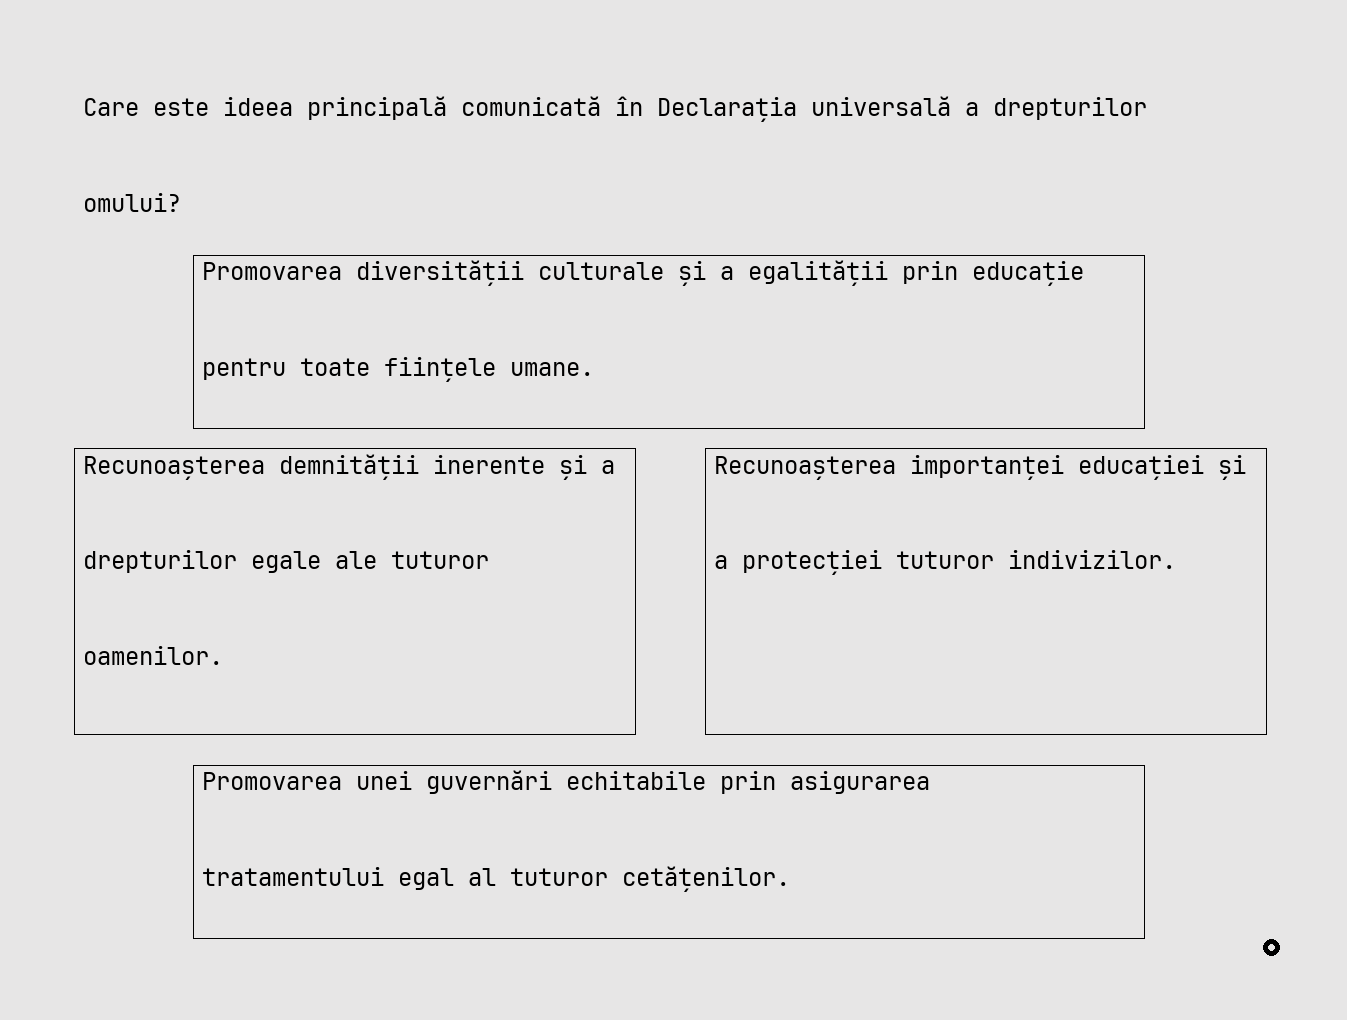 Care este ideea principală comunicată în Declarația universală a drepturilor
omului?
Promovarea diversității culturale și a egalității prin educație
pentru toate ființele umane.
Recunoașterea demnității inerente și a
drepturilor egale ale tuturor
oamenilor.
Recunoașterea importanței educației și
a protecției tuturor indivizilor.
Promovarea unei guvernări echitabile prin asigurarea
tratamentului egal al tuturor cetățenilor.